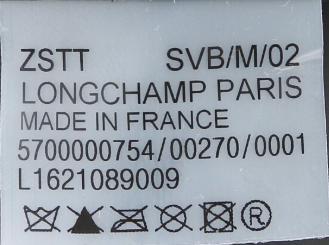 ZSTT SVB/M/02
LONGCHAMP PARIS
MADE IN FRANCE
5700000754/00270/0001
L1621089009
®